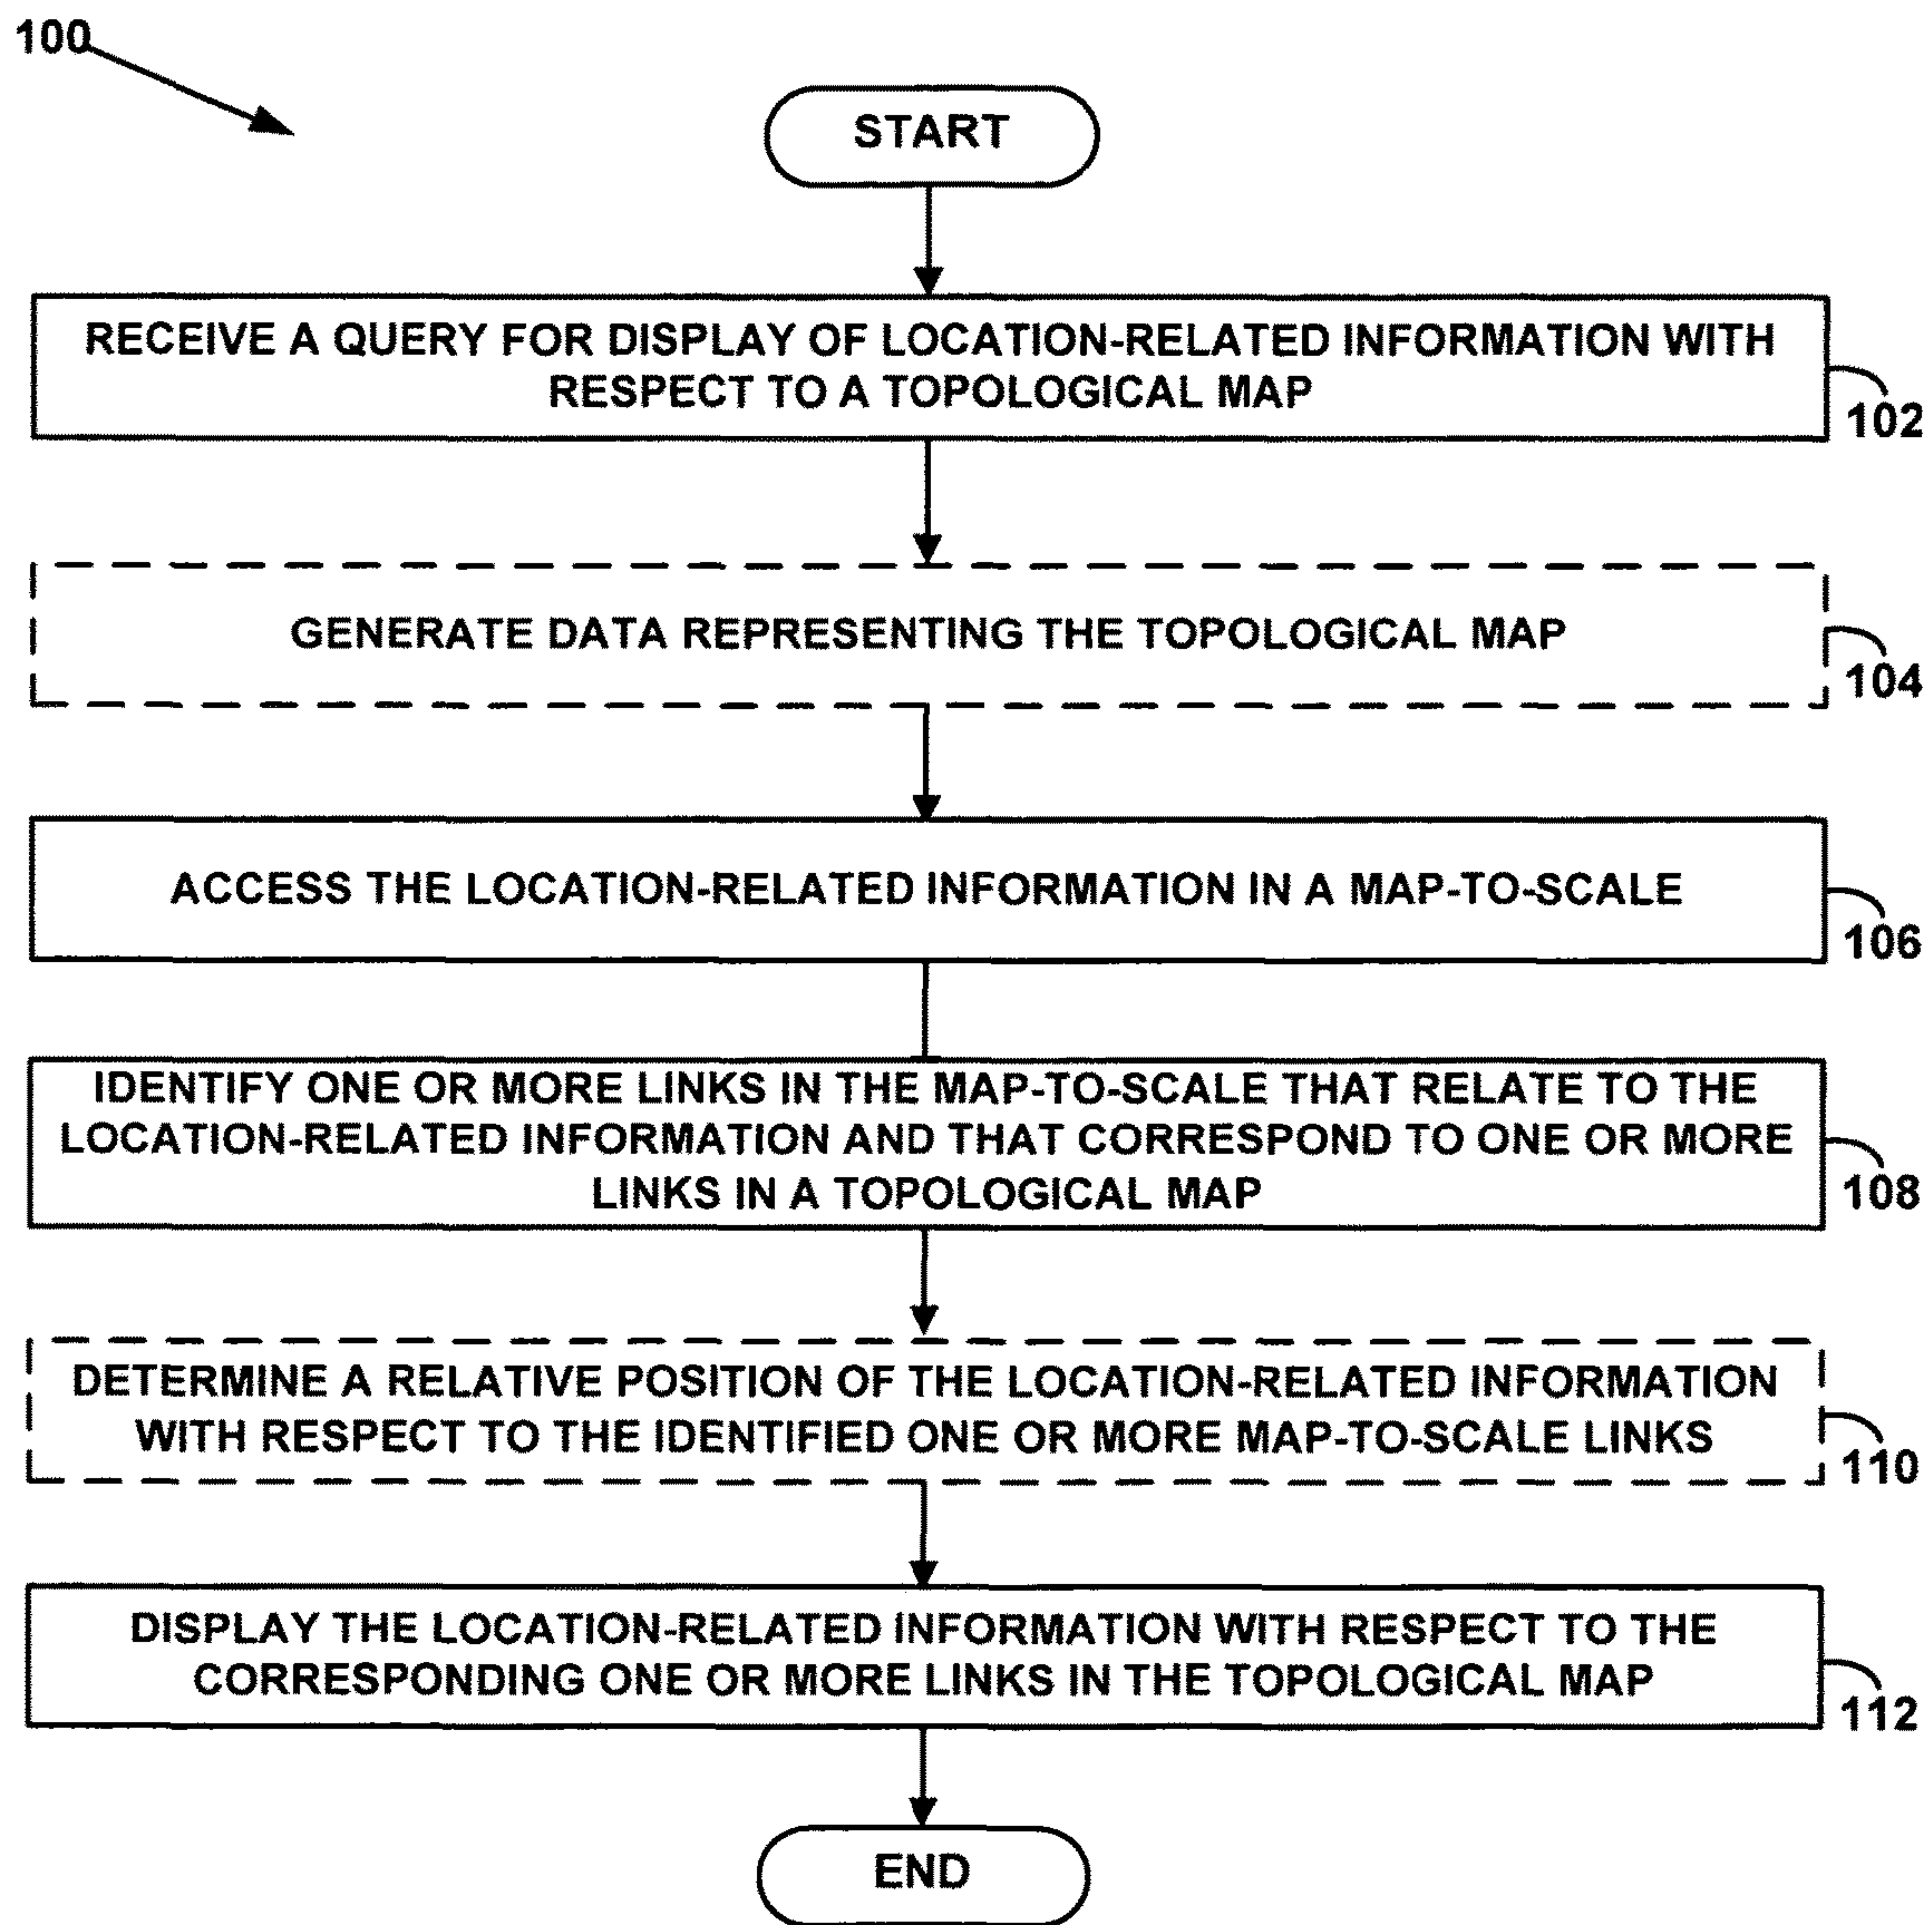 100
START
RECEIVE A QUERY FOR DISPLAY OF LOCATION-RELATED INFORMATION WITH
RESPECT TO A TOPOLOGICAL MAP
102
GENERATE DATA REPRESENTING THE TOPOLOGICAL MAP
104
ACCESS THE LOCATION-RELATED INFORMATION IN A MAP-TO-SCALE
106
IDENTIFY ONE OR MORE LINKS IN THE MAP-TO-SCALE THAT RELATE TO THE
LOCATION-RELATED INFORMATION AND THAT CORRESPOND TO ONE OR MORE
LINKS IN A TOPOLOGICAL MAP
108
DETERMINE A RELATIVE POSITION OF THE LOCATION-RELATED INFORMATION
WITH RESPECT TO THE IDENTIFIED ONE OR MORE MAP-TO-SCALE LINKS
110
DISPLAY THE LOCATION-RELATED INFORMATION WITH RESPECT TO THE
CORRESPONDING ONE OR MORE LINKS IN THE TOPOLOGICAL MAP
112
END